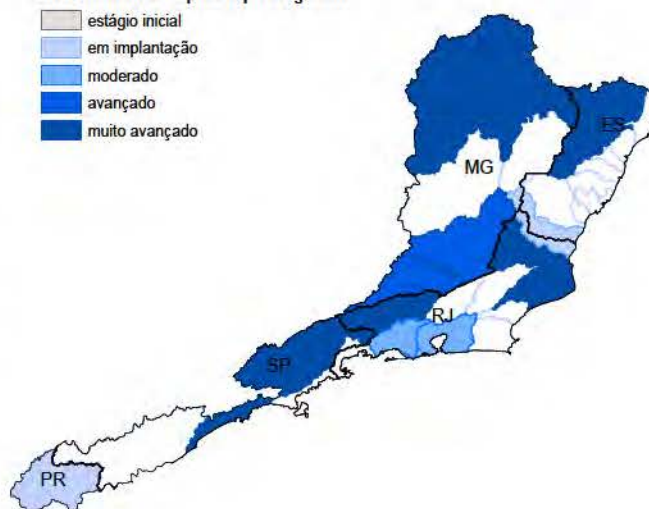 estágio inicial
em implantação
moderado
avançado
muito avançado
ES
MG
RJ
SP
PR